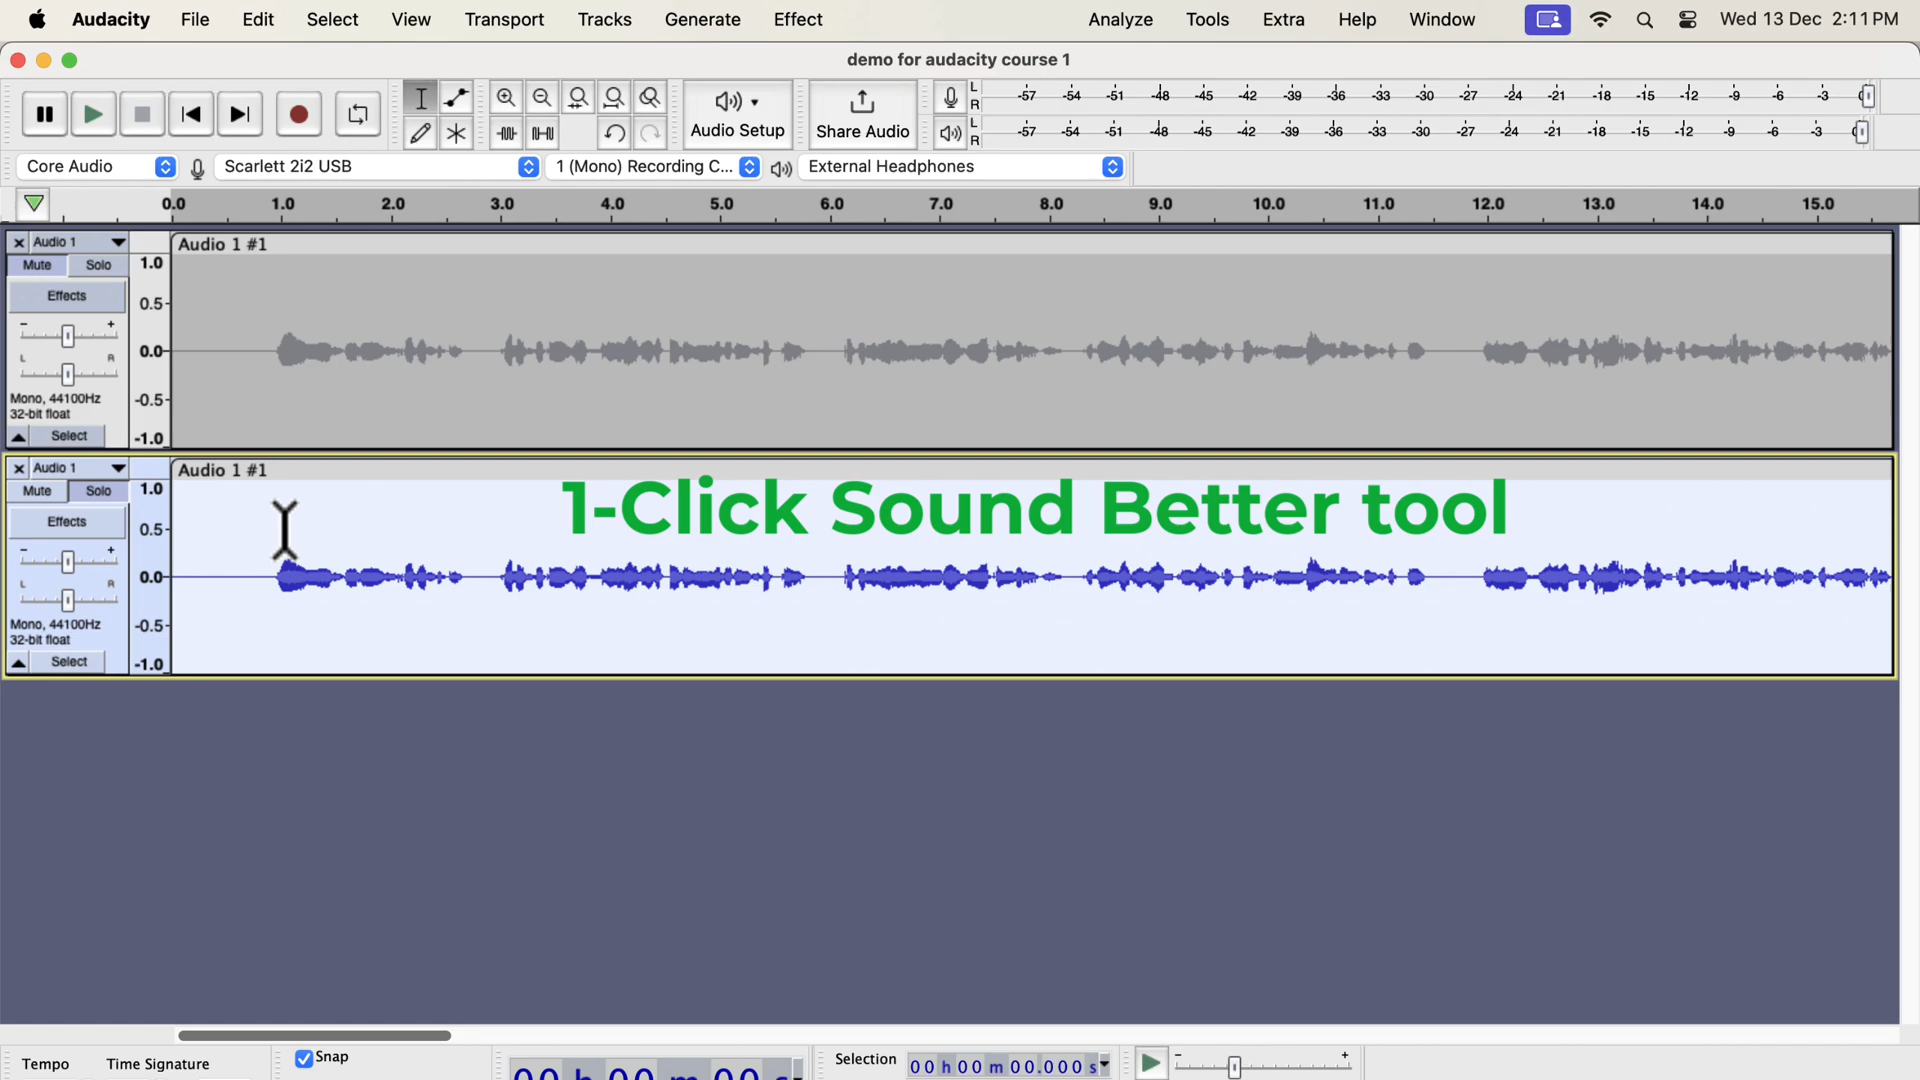 Audacity File Edit Select View Transport Tracks Generate Effect Analyze Tools Extra Help Window Wed 13 Dec 2:11 PM
demo for audacity course 1
Audio Setup Share Audio
L -57 -54 -51 -48 -45 -42 -39 -36 -33 -30 -27 -24 -21 -18 -15 -12 -9 -6 -3 0
R
L -57 -54 -51 -48 -45 -42 -39 -36 -33 -30 -27 -24 -21 -18 -15 -12 -9 -6 -3 0
R
Core Audio Scarlett 2i2 USB 1 (Mono) Recording C... External Headphones
0.0 1.0 2.0 3.0 4.0 5.0 6.0 7.0 8.0 9.0 10.0 11.0 12.0 13.0 14.0 15.0
Audio 1 Audio 1 #1
Mute Solo 1.0
Effects
0.5
- +
L R 0.0
Mono, 44100Hz -0.5
32-bit float
Select -1.0
Audio 1 Audio 1 #1
Mute Solo 1.0
1-Click Sound Better tool
Effects 0.5
- +
L R 0.0
Mono, 44100Hz -0.5
32-bit float
Select -1.0
Tempo Time Signature Snap Selection 00 h 00 m 00.000 s - +
00 h 00 m 00 s